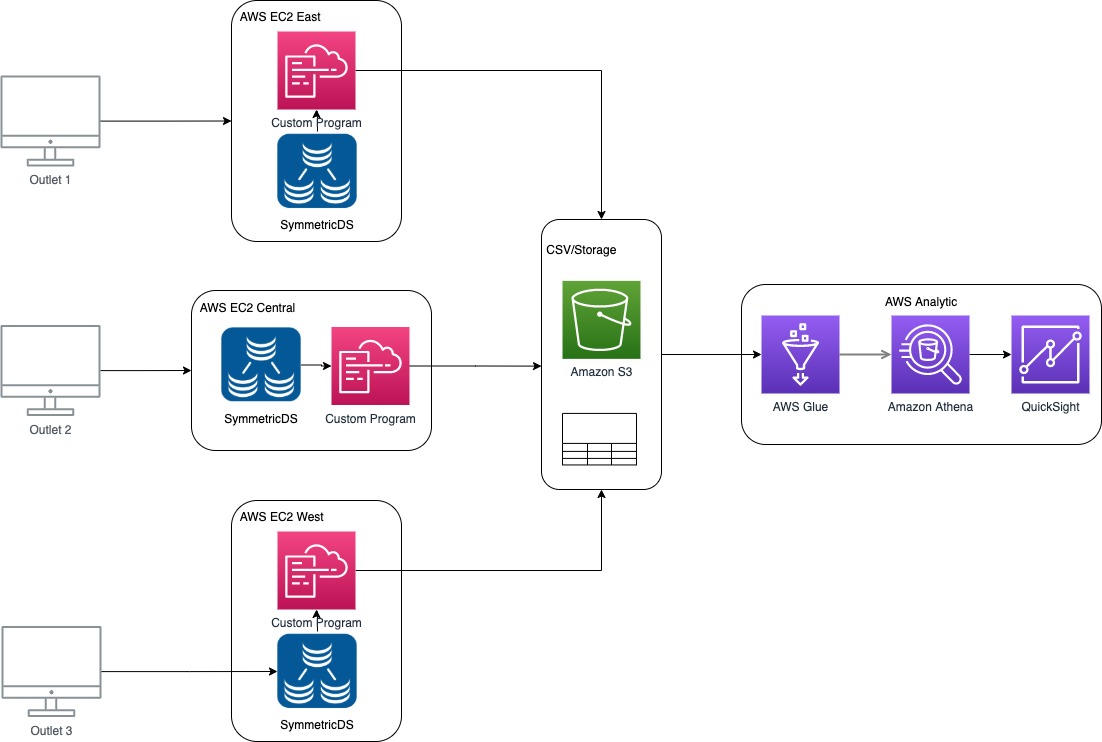 AWS EC2 East
Custom Program
SymmetricDS
Outlet 1
CSV/Storage
Amazon S3
AWS EC2 Central
SymmetricDS
Custom Program
Outlet 2
AWS Analytic
AWS Glue
Amazon Athena
QuickSight
AWS EC2 West
Custom Program
SymmetricDS
Outlet 3